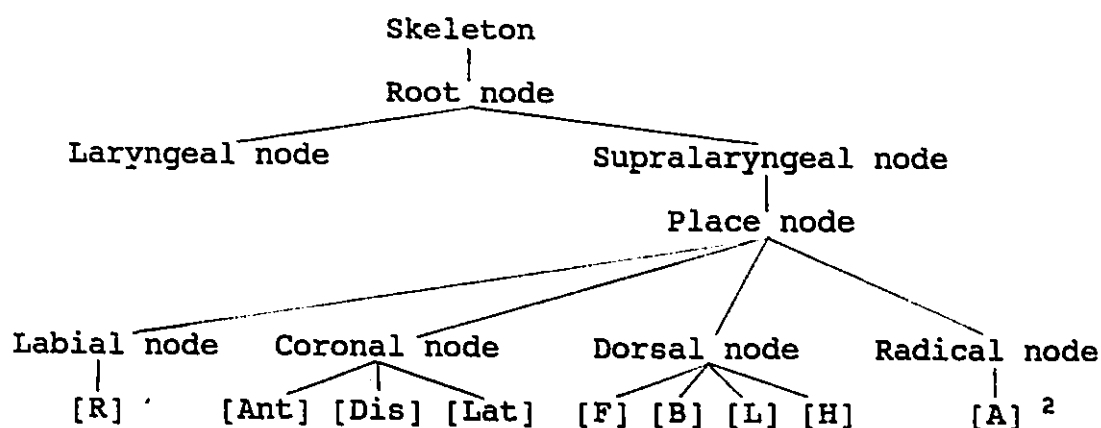 Skeleton
Root node
Laryngeal node Supralaryngeal node
Place node
Labial node Coronal node Dorsal node Radical node
[R] [Ant] [Dis] [Lat] [F] [B] [L] [H] [A] 2